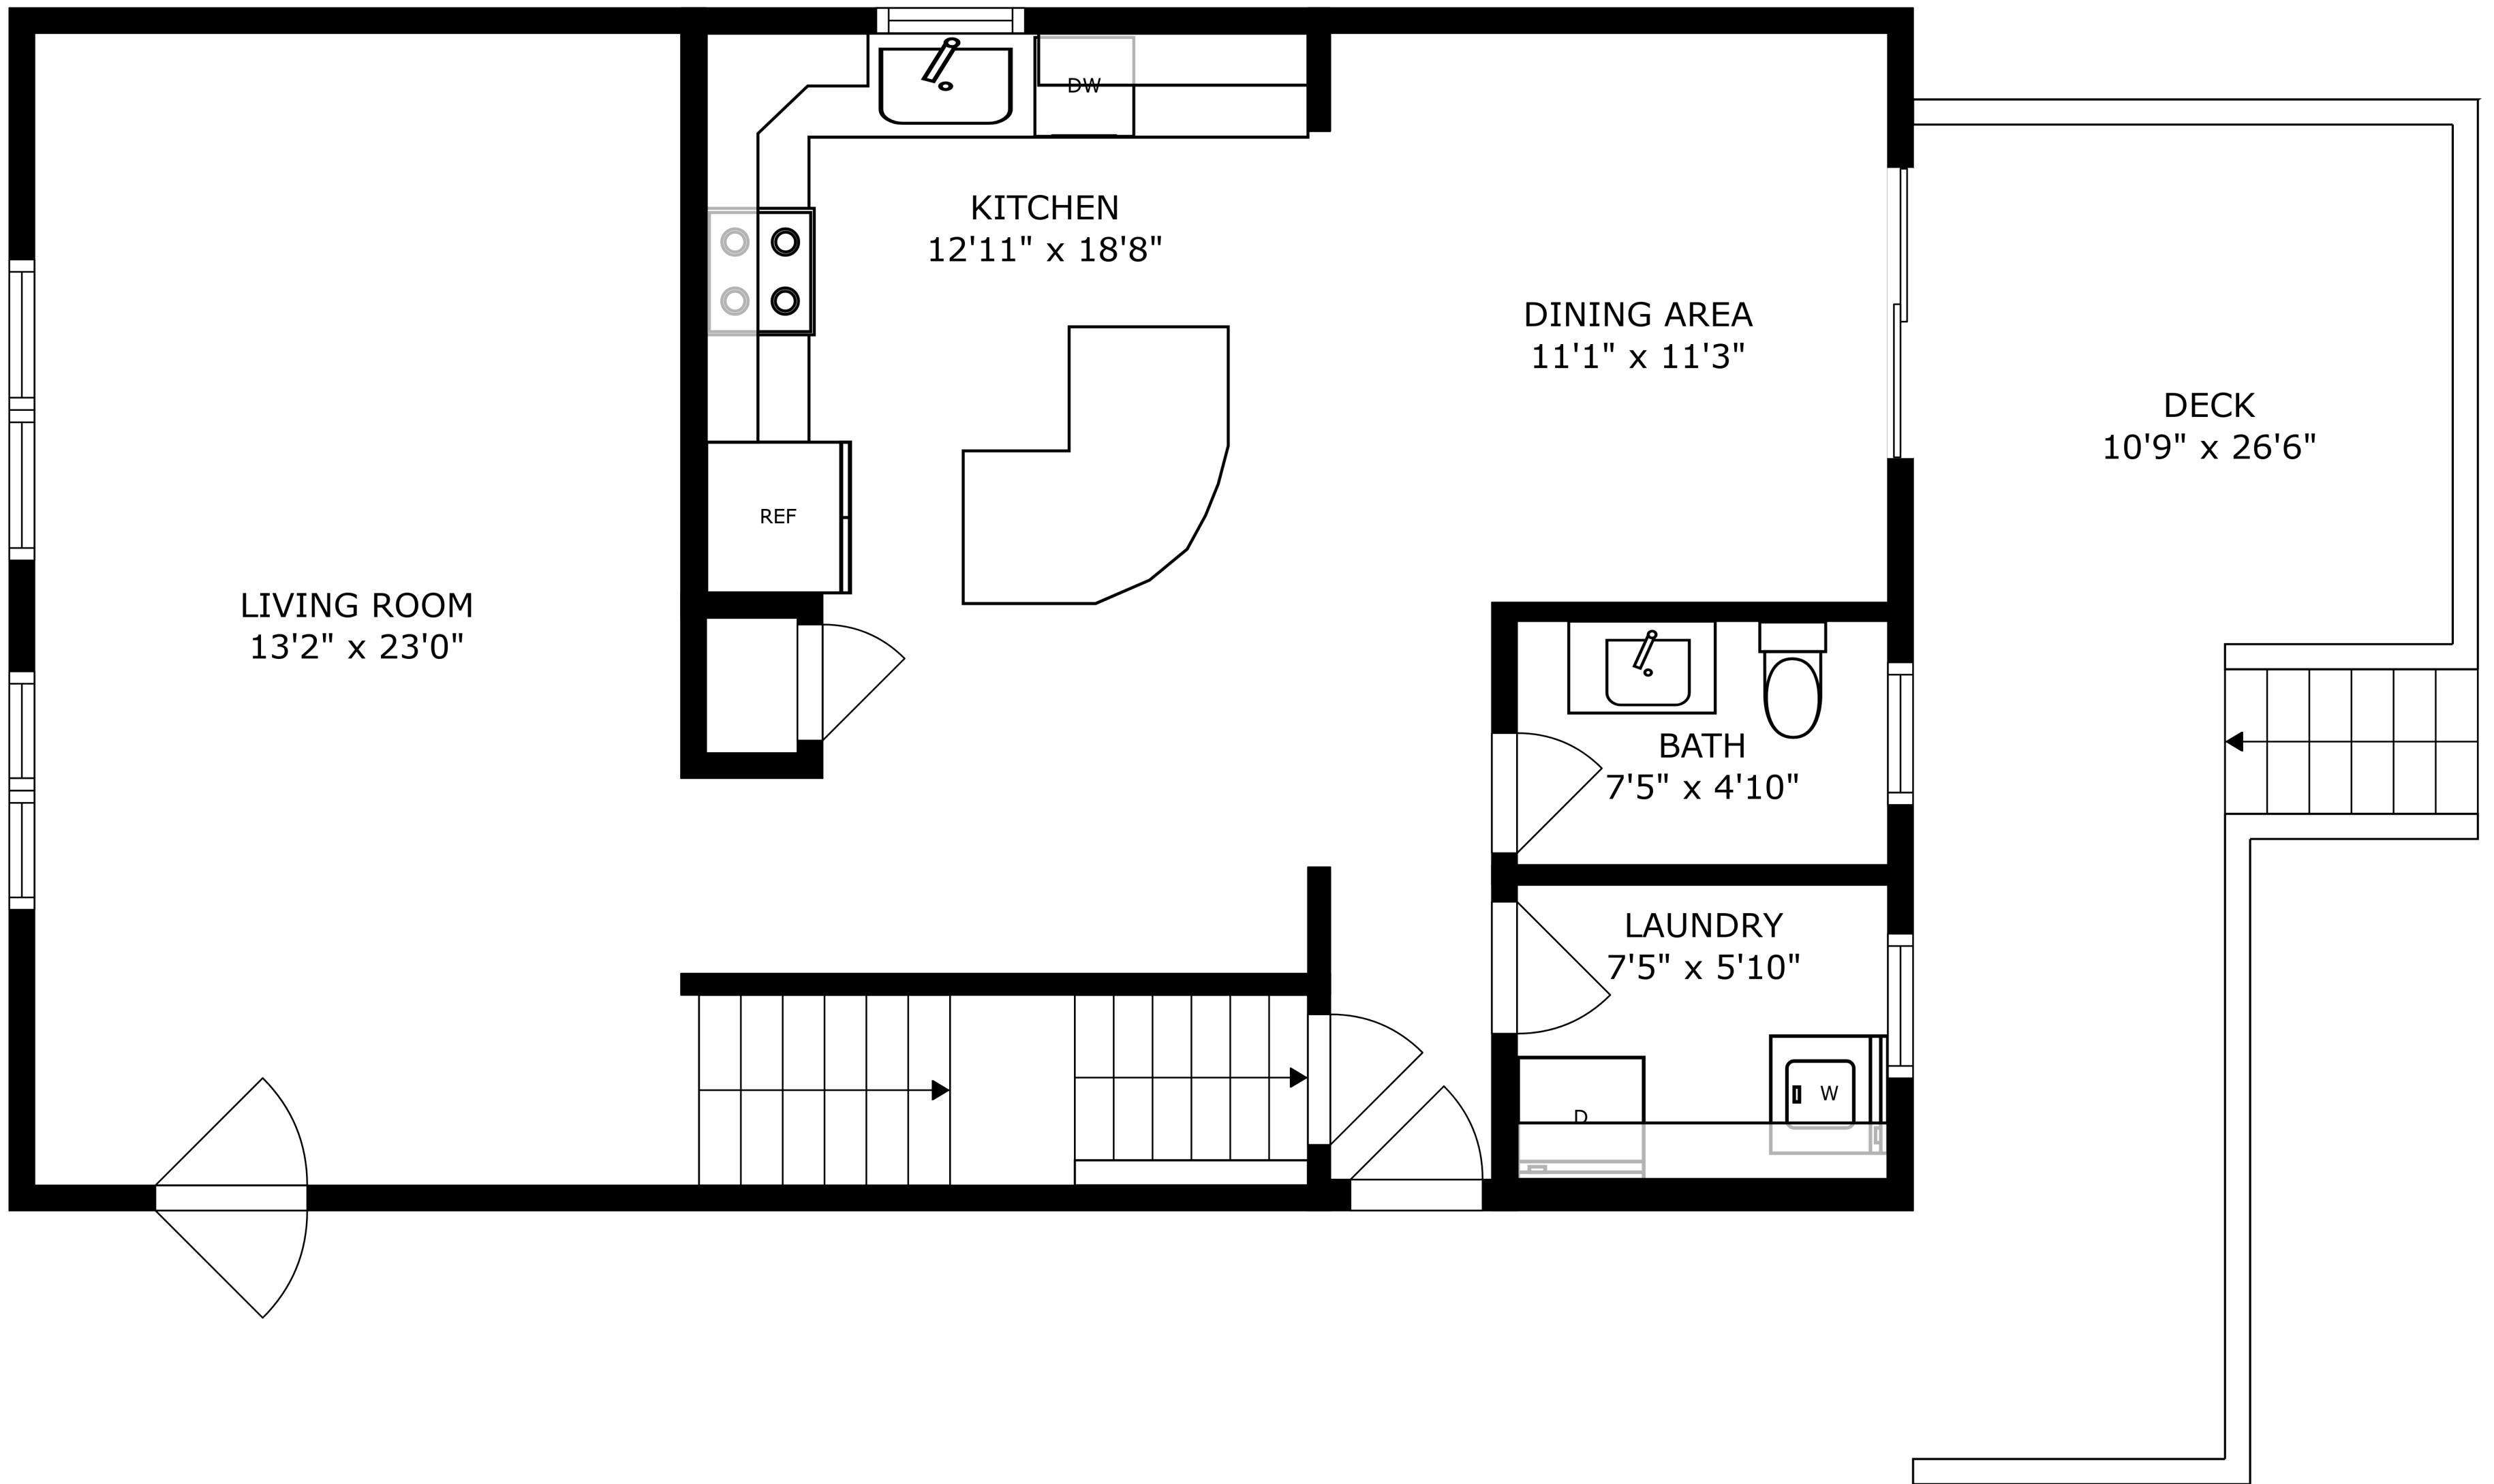 DW
KITCHEN
12'11" x 18'8"
DINING AREA
11'1" x 11'3"
DECK
10'9" x 26'6"
REF
LIVING ROOM
13'2" x 23'0"
BATH
7'5" x 4'10"
LAUNDRY
7'5" x 5'10"
W
D